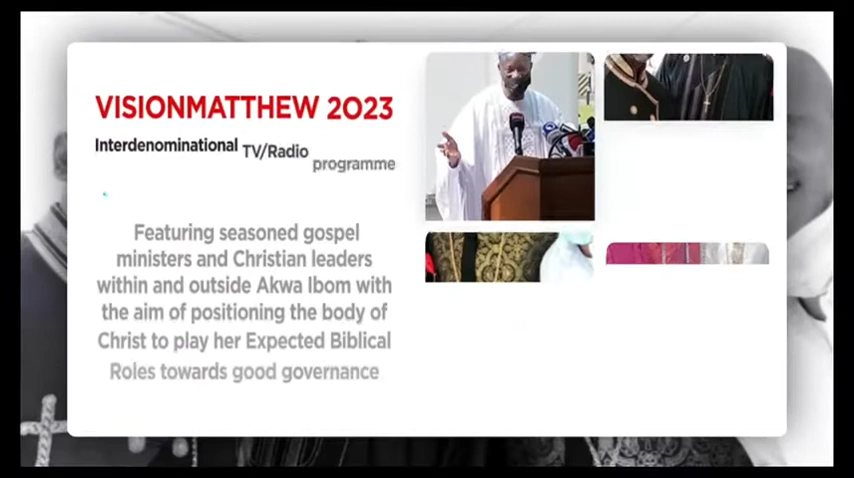 VISIONMATTHEW 2023
Interdenominational TV/Radio programme
Featuring seasoned gospel
ministers and Christian leaders
within and outside Akwa Ibom with
the aim of positioning the body of
Christ to play her Expected Biblical
Roles towards good governance